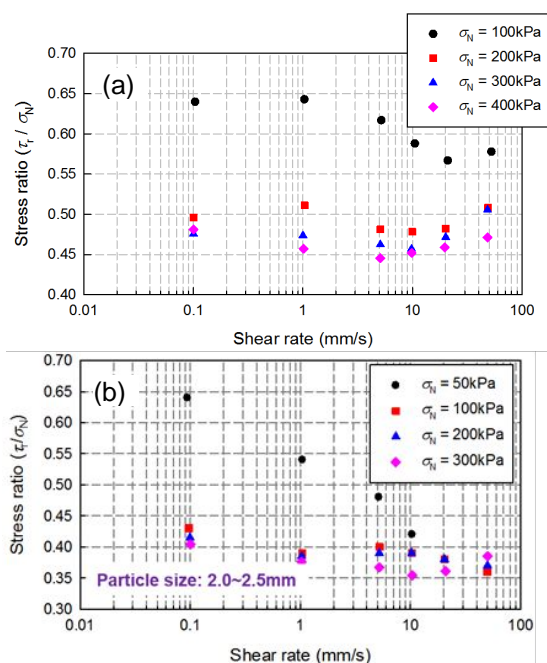 σN = 100kPa
σN = 200kPa
σN = 300kPa
σN = 400kPa
(a)
Stress ratio (τr / σN)
0.70
0.65
0.60
0.55
0.50
0.45
0.40
0.01 0.1 1 10 100
Shear rate (mm/s)
(b)
σN = 50kPa
σN = 100kPa
σN = 200kPa
σN = 300kPa
Stress ratio (τr/σN)
0.70
0.65
0.60
0.55
0.50
0.45
0.40
0.35
0.30
Particle size: 2.0~2.5mm
0.01 0.1 1 10 100
Shear rate (mm/s)